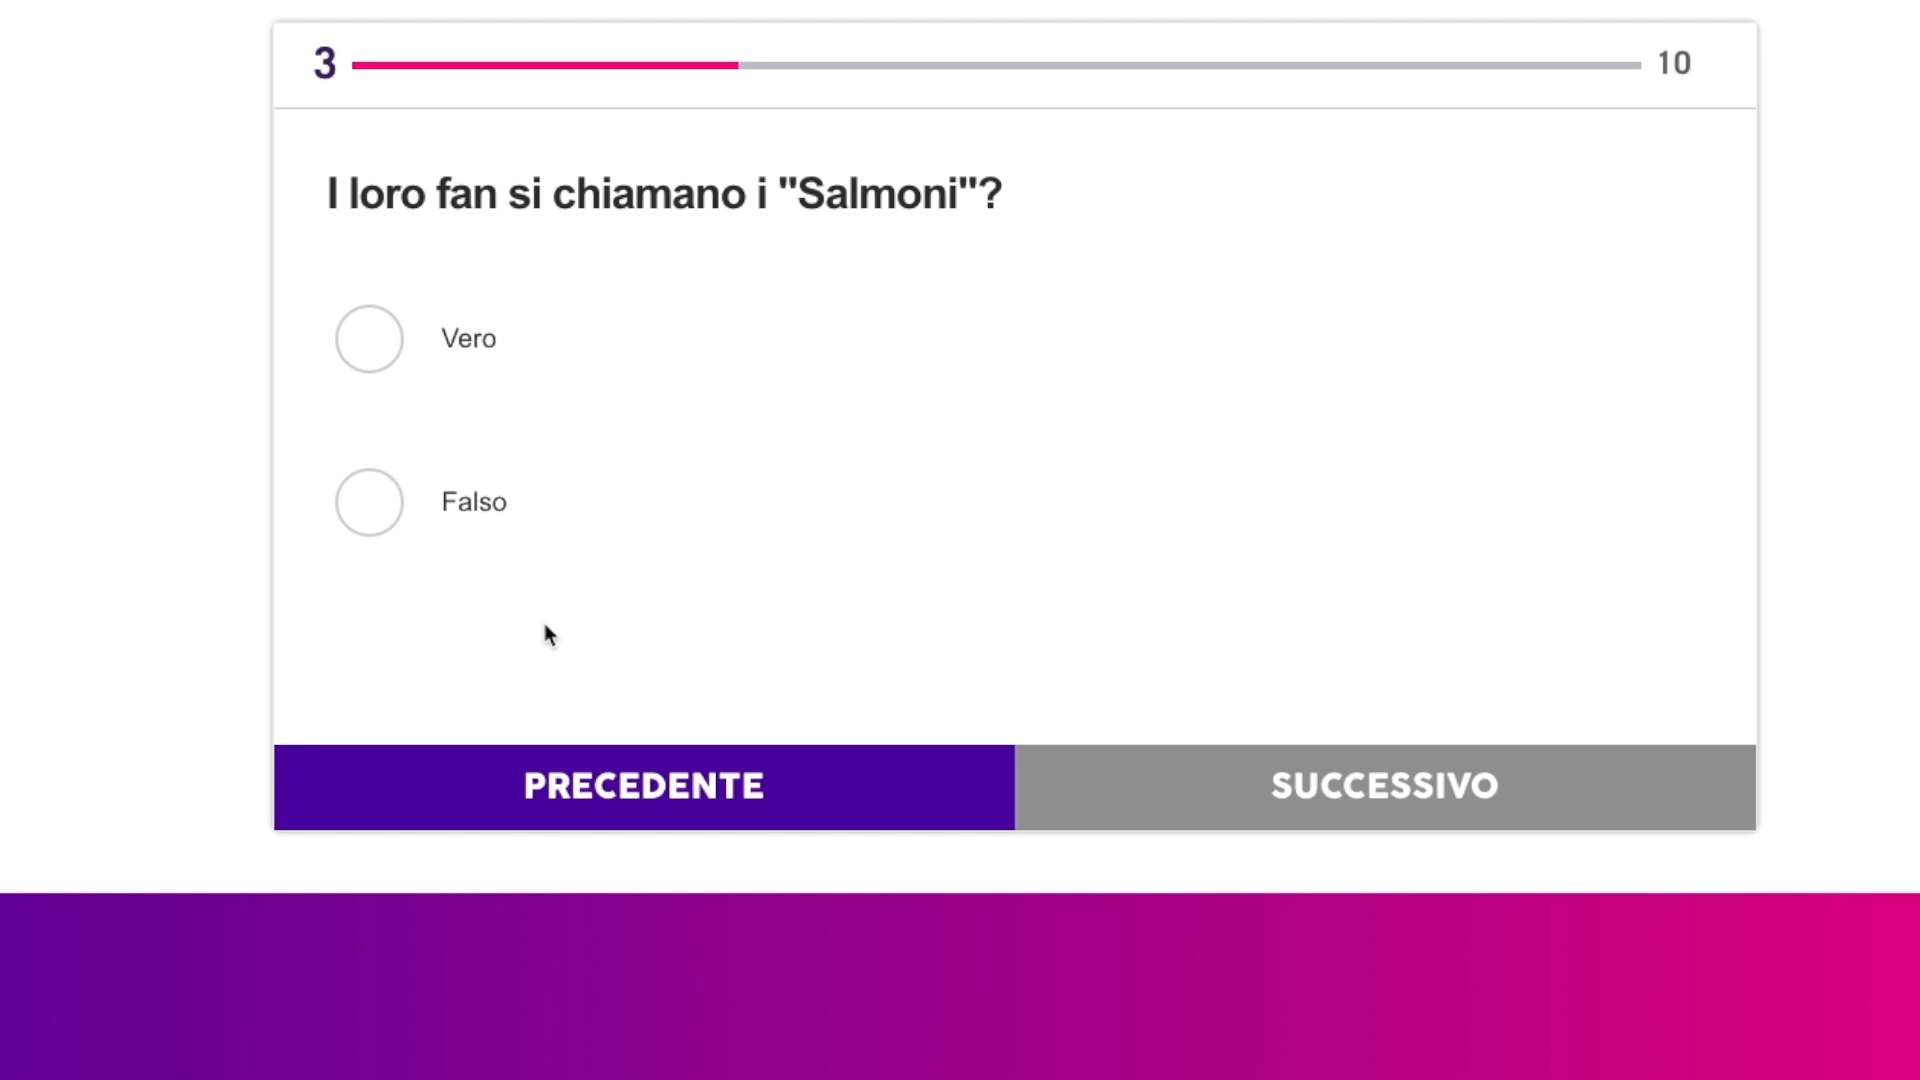 3
10
I loro fan si chiamano i "Salmoni"?
Vero
Falso
PRECEDENTE
SUCCESSIVO